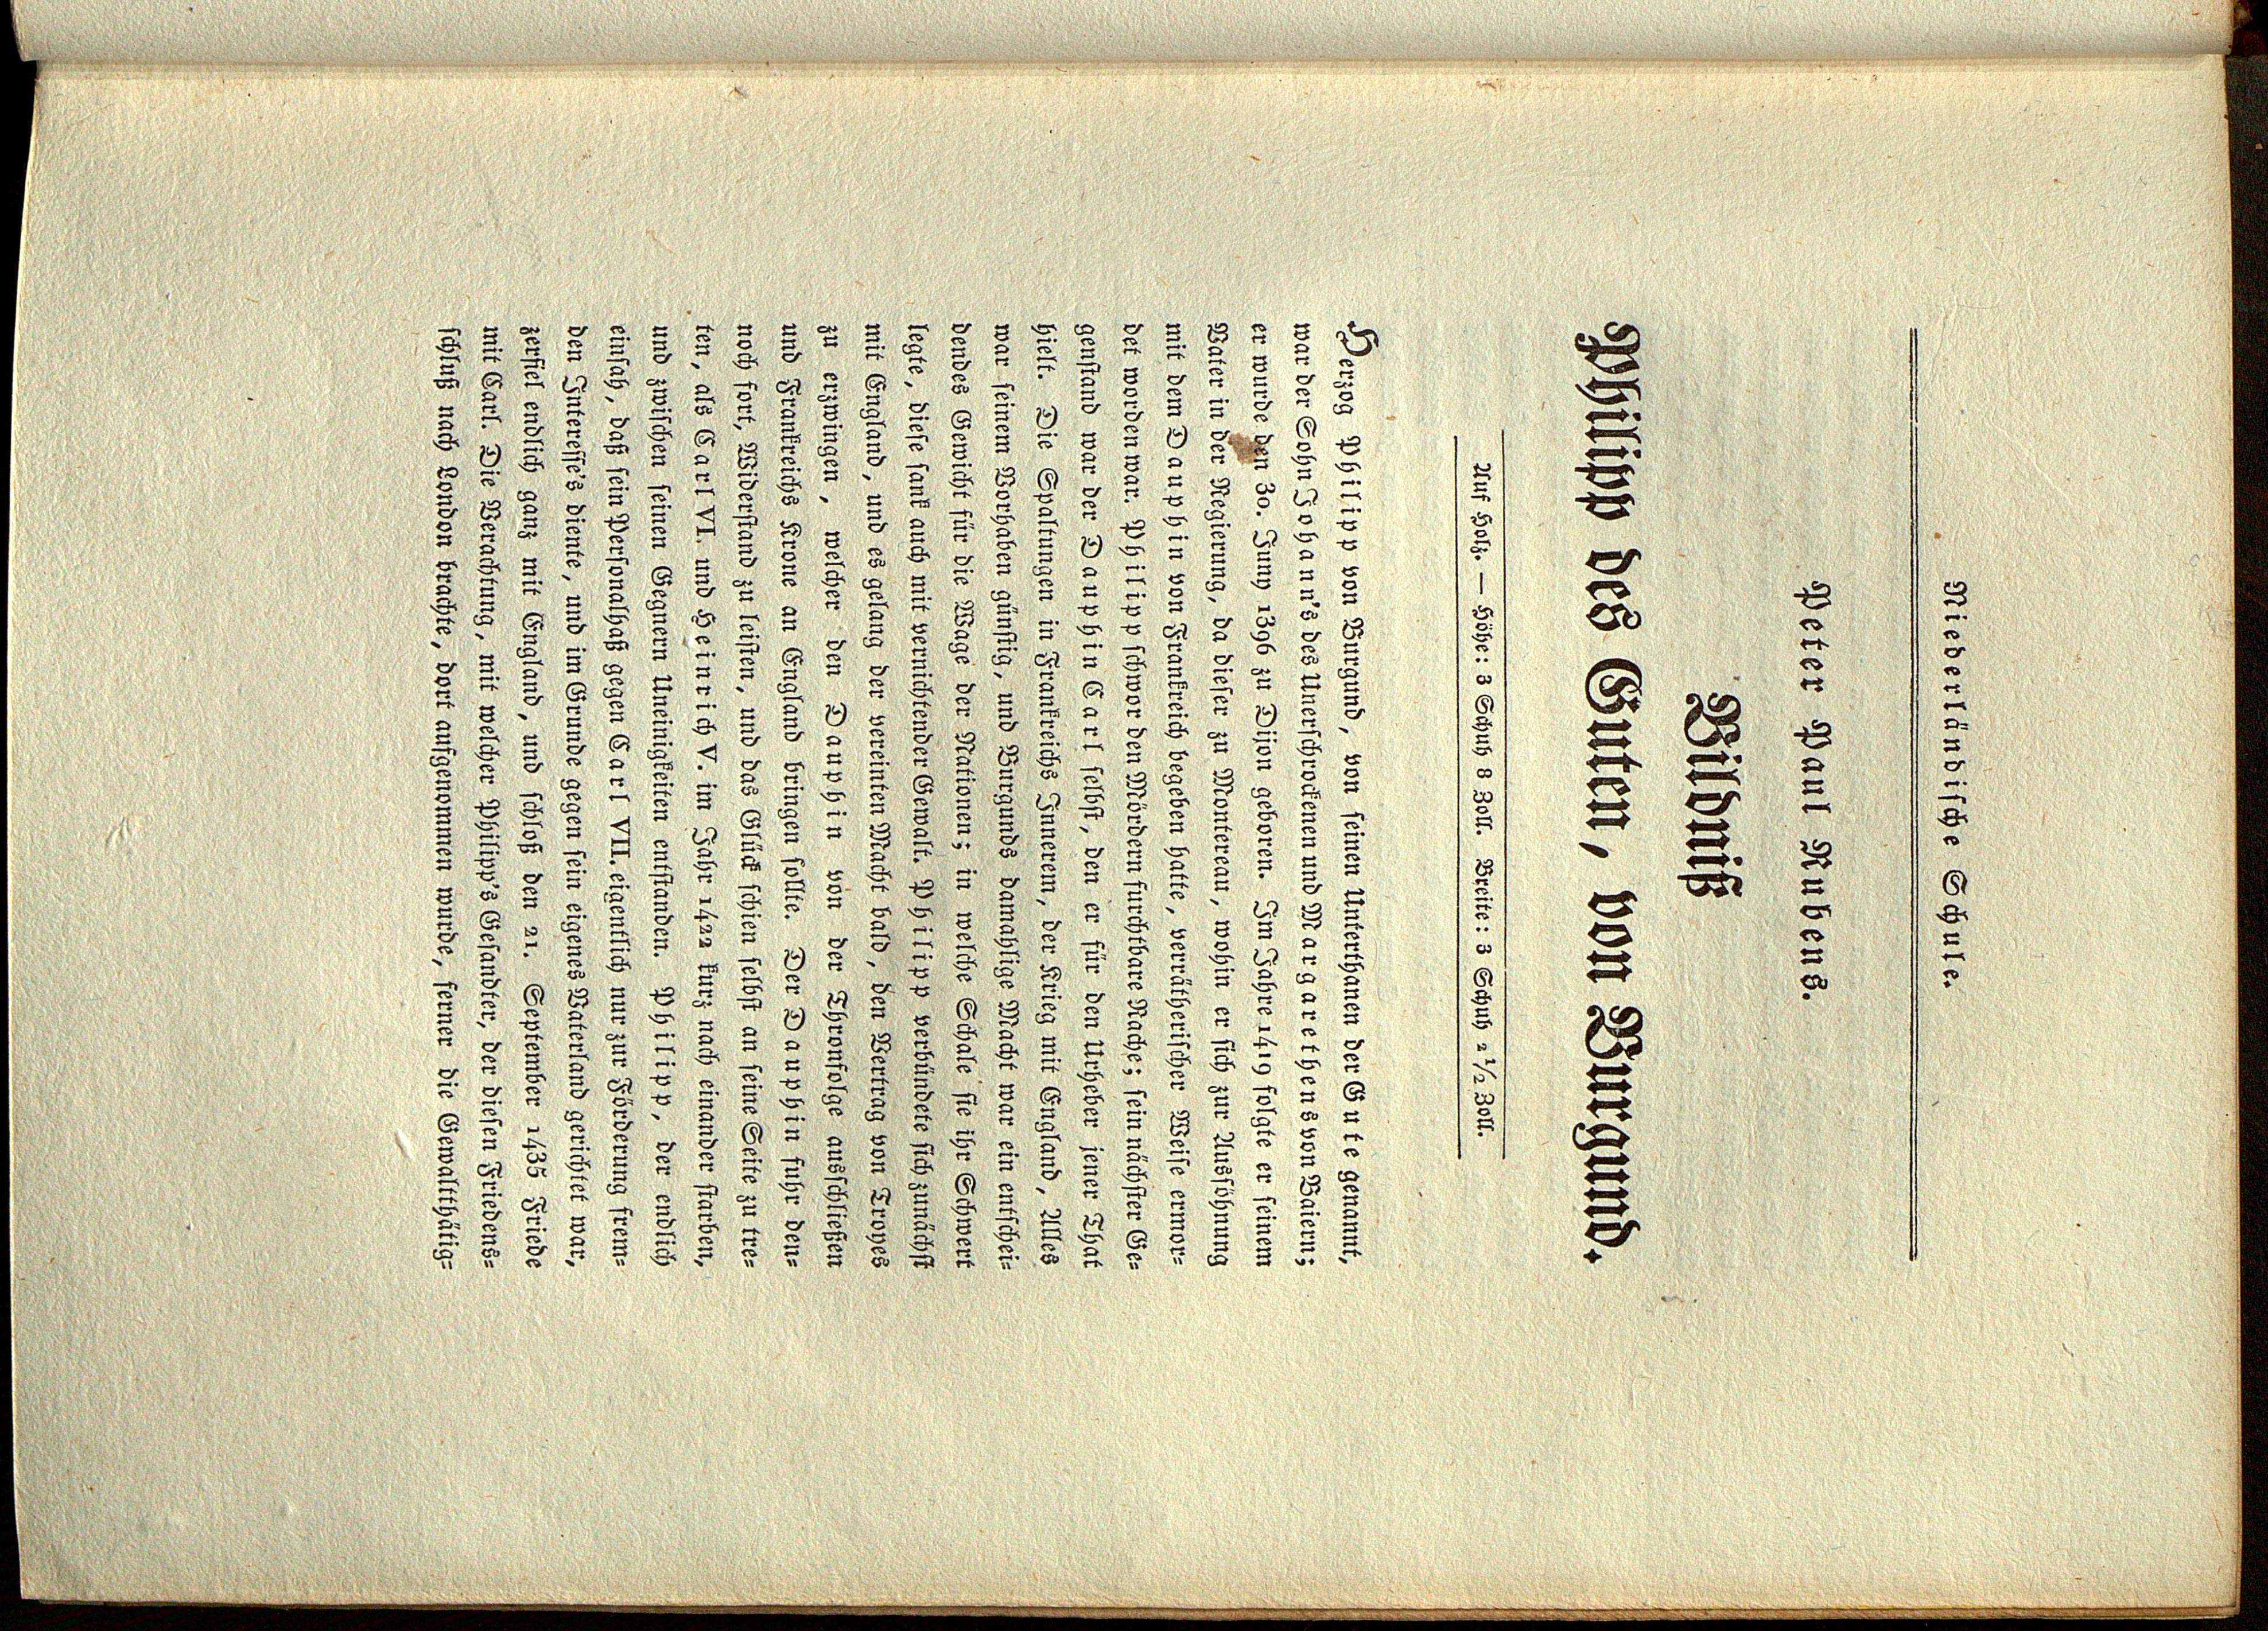 Niederländische Schule.
Peter Paul Rubens.
Bildniß
Philipp des Guten, von Burgund.
Auf Holz. — Höhe: 3 Schuh 8 Zoll. Breite: 3 Schuh 2 1/2 Zoll.
Herzog Philipp von Burgund, von seinen Unterthanen der Gute genannt,
war der Sohn Johann's des Unerschrockenen und Margarethens von Baiern;
er wurde den 30. Juny 1396 zu Dijon geboren. Im Jahre 1419 folgte er seinem
Vater in der Regierung, da dieser zu Montereau, wohin er sich zur Aussöhnung
mit dem Dauphin von Frankreich begeben hatte, verrätherischer Weise ermor-
det worden war. Philipp schwor den Mördern furchtbare Rache; sein nächster Ge-
genstand war der Dauphin Carl selbst, den er für den Urheber jener That
hielt. Die Spaltungen in Frankreichs Innerem, der Krieg mit England, Alles
war seinem Vorhaben günstig, und Burgunds damahlige Macht war ein entschei-
dendes Gewicht für die Wage der Nationen; in welche Schale sie ihr Schwert
legte, diese sank auch mit vernichtender Gewalt. Philipp verbündete sich zunächst
mit England, und es gelang der vereinten Macht bald, den Vertrag von Troyes
zu erzwingen, welcher den Dauphin von der Thronfolge ausschließen
und Frankreichs Krone an England bringen sollte. Der Dauphin fuhr den-
noch fort, Widerstand zu leisten, und das Glück schien selbst an seine Seite zu tre-
ten, als Carl VI. und Heinrich V. im Jahr 1422 kurz nach einander starben,
und zwischen seinen Gegnern Uneinigkeiten entstanden. Philipp, der endlich
einsah, daß sein Personalhaß gegen Carl VII. eigentlich nur zur Förderung frem-
den Interesse's diente, und im Grunde gegen sein eigenes Vaterland gerichtet war,
zerfiel endlich ganz mit England, und schloß den 21. September 1435 Friede
mit Carl. Die Verachtung, mit welcher Philipp's Gesandter, der diesen Friedens-
schluß nach London brachte, dort aufgenommen wurde, ferner die Gewaltthätig-